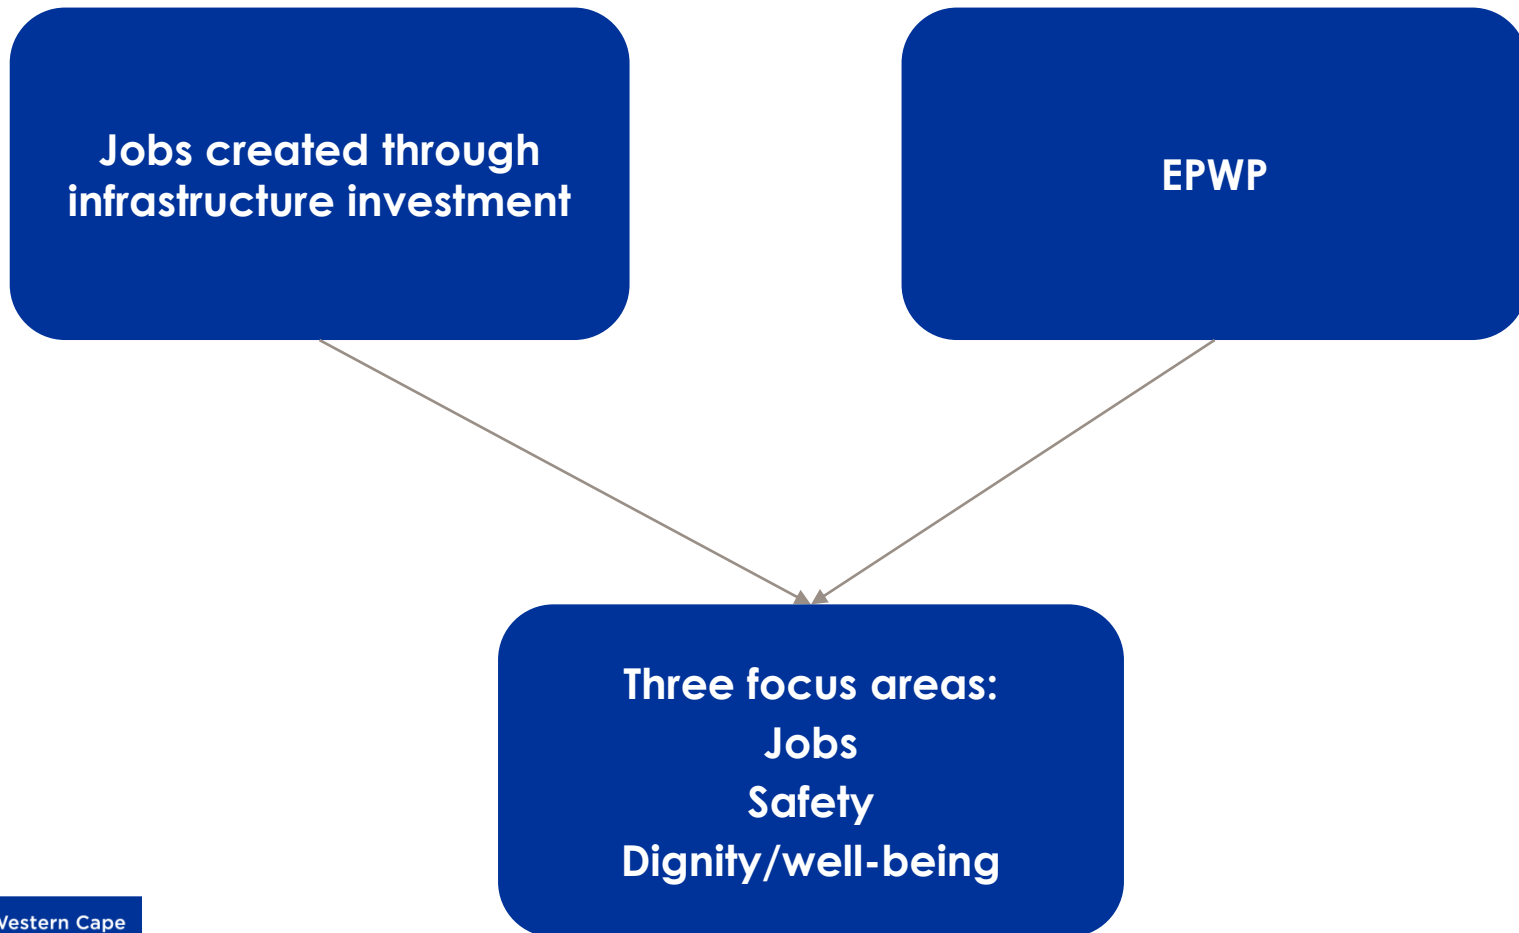 Jobs created through
infrastructure investment
EPWP
Three focus areas:
Jobs
Safety
Dignity/well-being
Western Cape